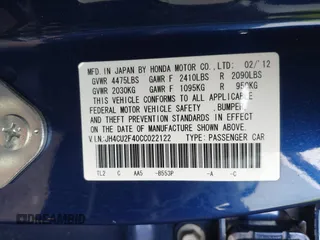 MFD. IN JAPAN BY HONDA MOTOR CO.,LTD. 02/'12
GVWR 4475LBS GAWR F 2410LBS R 2090LBS
GVWR 2030KG GAWR F 1095KG R 950KG
THIS VEHICLE CONFORMS TO ALL APPLICABLE
FEDERAL MOTOR VEHICLE SAFETY, BUMPER,
AND THEFT PREVENTION STANDARDS IN
EFFECT ON THE DATE OF MANUFACTURE
SHOWN ABOVE.
V.I.N:JH4CU2F40CC022122 TYPE:PASSENGER CAR
TL2 C AA5 -B553P -A -C
DREAMBID